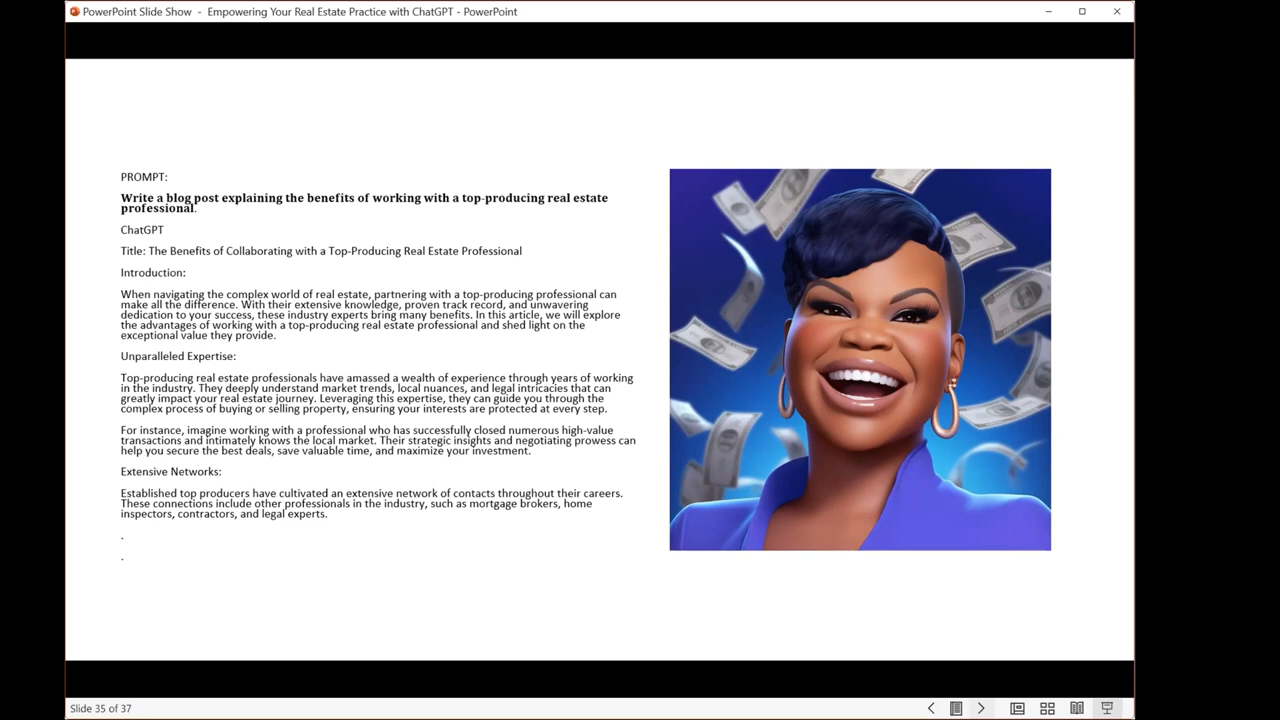 PowerPoint Slide Show - Empowering Your Real Estate Practice with ChatGPT - PowerPoint
PROMPT:
Write a blog post explaining the benefits of working with a top-producing real estate
professional.
ChatGPT
Title: The Benefits of Collaborating with a Top-Producing Real Estate Professional
Introduction:
When navigating the complex world of real estate, partnering with a top-producing professional can
make all the difference. With their extensive knowledge, proven track record, and unwavering
dedication to your success, these industry experts bring many benefits. In this article, we will explore
the advantages of working with a top-producing real estate professional and shed light on the
exceptional value they provide.
Unparalleled Expertise:
Top-producing real estate professionals have amassed a wealth of experience through years of working
in the industry. They deeply understand market trends, local nuances, and legal intricacies that can
greatly impact your real estate journey. Leveraging this expertise, they can guide you through the
complex process of buying or selling property, ensuring your interests are protected at every step.
For instance, imagine working with a professional who has successfully closed numerous high-value
transactions and intimately knows the local market. Their strategic insights and negotiating prowess can
help you secure the best deals, save valuable time, and maximize your investment.
Extensive Networks:
Established top producers have cultivated an extensive network of contacts throughout their careers.
These connections include other professionals in the industry, such as mortgage brokers, home
inspectors, contractors, and legal experts.
.
.
Slide 35 of 37